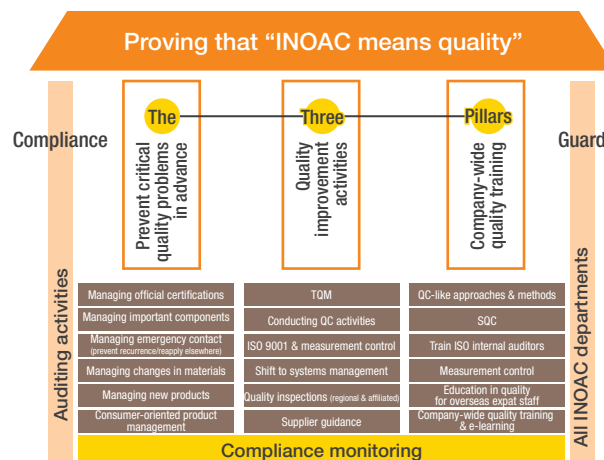 Proving that “INOAC means quality”
Compliance
The
Three
Pillars
Guard
Prevent critical
quality problems
in advance
Quality
improvement
activities
Company-wide
quality training
Auditing activities
All INOAC departments
Managing official certifications
Managing important components
Managing emergency contact
(prevent recurrence/reapply elsewhere)
Managing changes in materials
Managing new products
Consumer-oriented product
management
TQM
Conducting QC activities
ISO 9001 & measurement control
Shift to systems management
Quality inspections (regional & affiliated)
Supplier guidance
QC-like approaches & methods
SQC
Train ISO internal auditors
Measurement control
Education in quality
for overseas expat staff
Company-wide quality training
& e-learning
Compliance monitoring